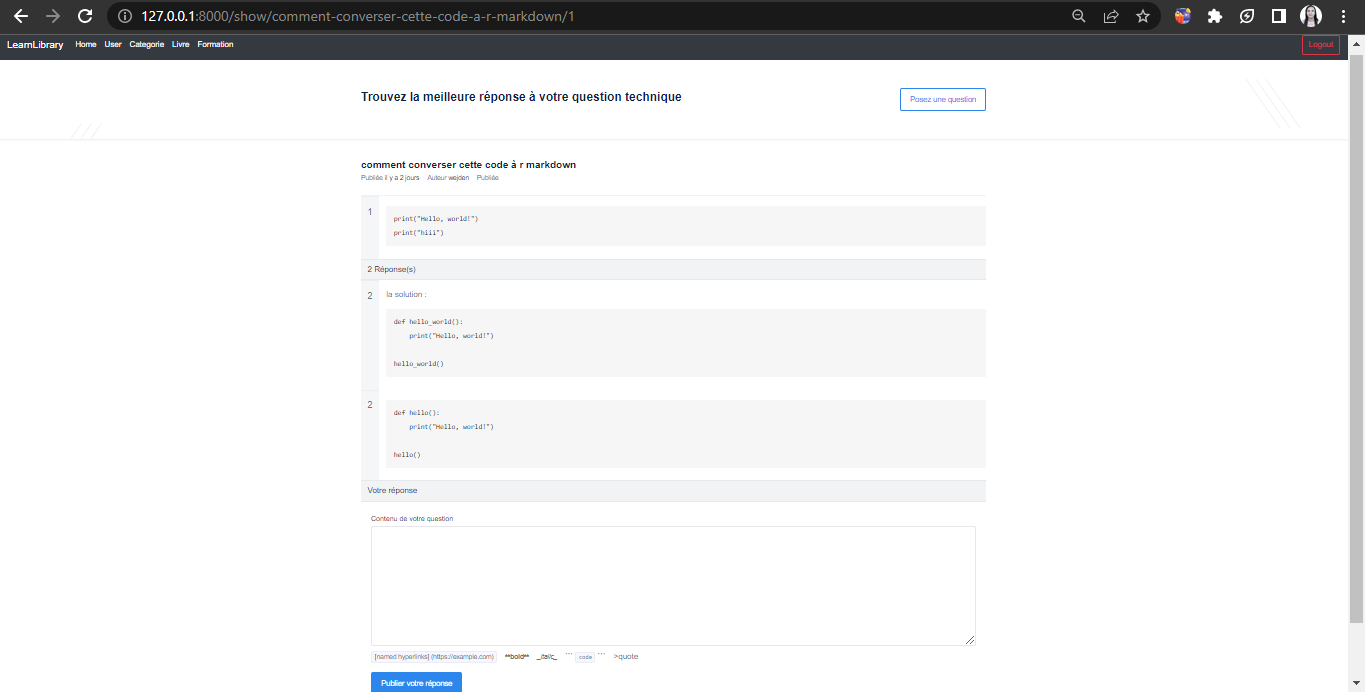 127.0.0.1:8000/show/comment-converser-cette-code-a-r-markdown/1
LearnLibrary Home User Categorie Livre Formation Logout
Trouvez la meilleure réponse à votre question technique
Posez une question
comment converser cette code à r markdown
Publiée il y a 2 jours Auteur wejden Publiée
1
print("Hello, world!")
print("hiii")
2 Réponse(s)
2
la solution :
def hello_world():
print("Hello, world!")
hello_world()
2
def hello():
print("Hello, world!")
hello()
Votre réponse
Contenu de votre question
[named hyperlinks] (https://example.com) **bold** _italic_ ``` code ``` >quote
Publier votre réponse